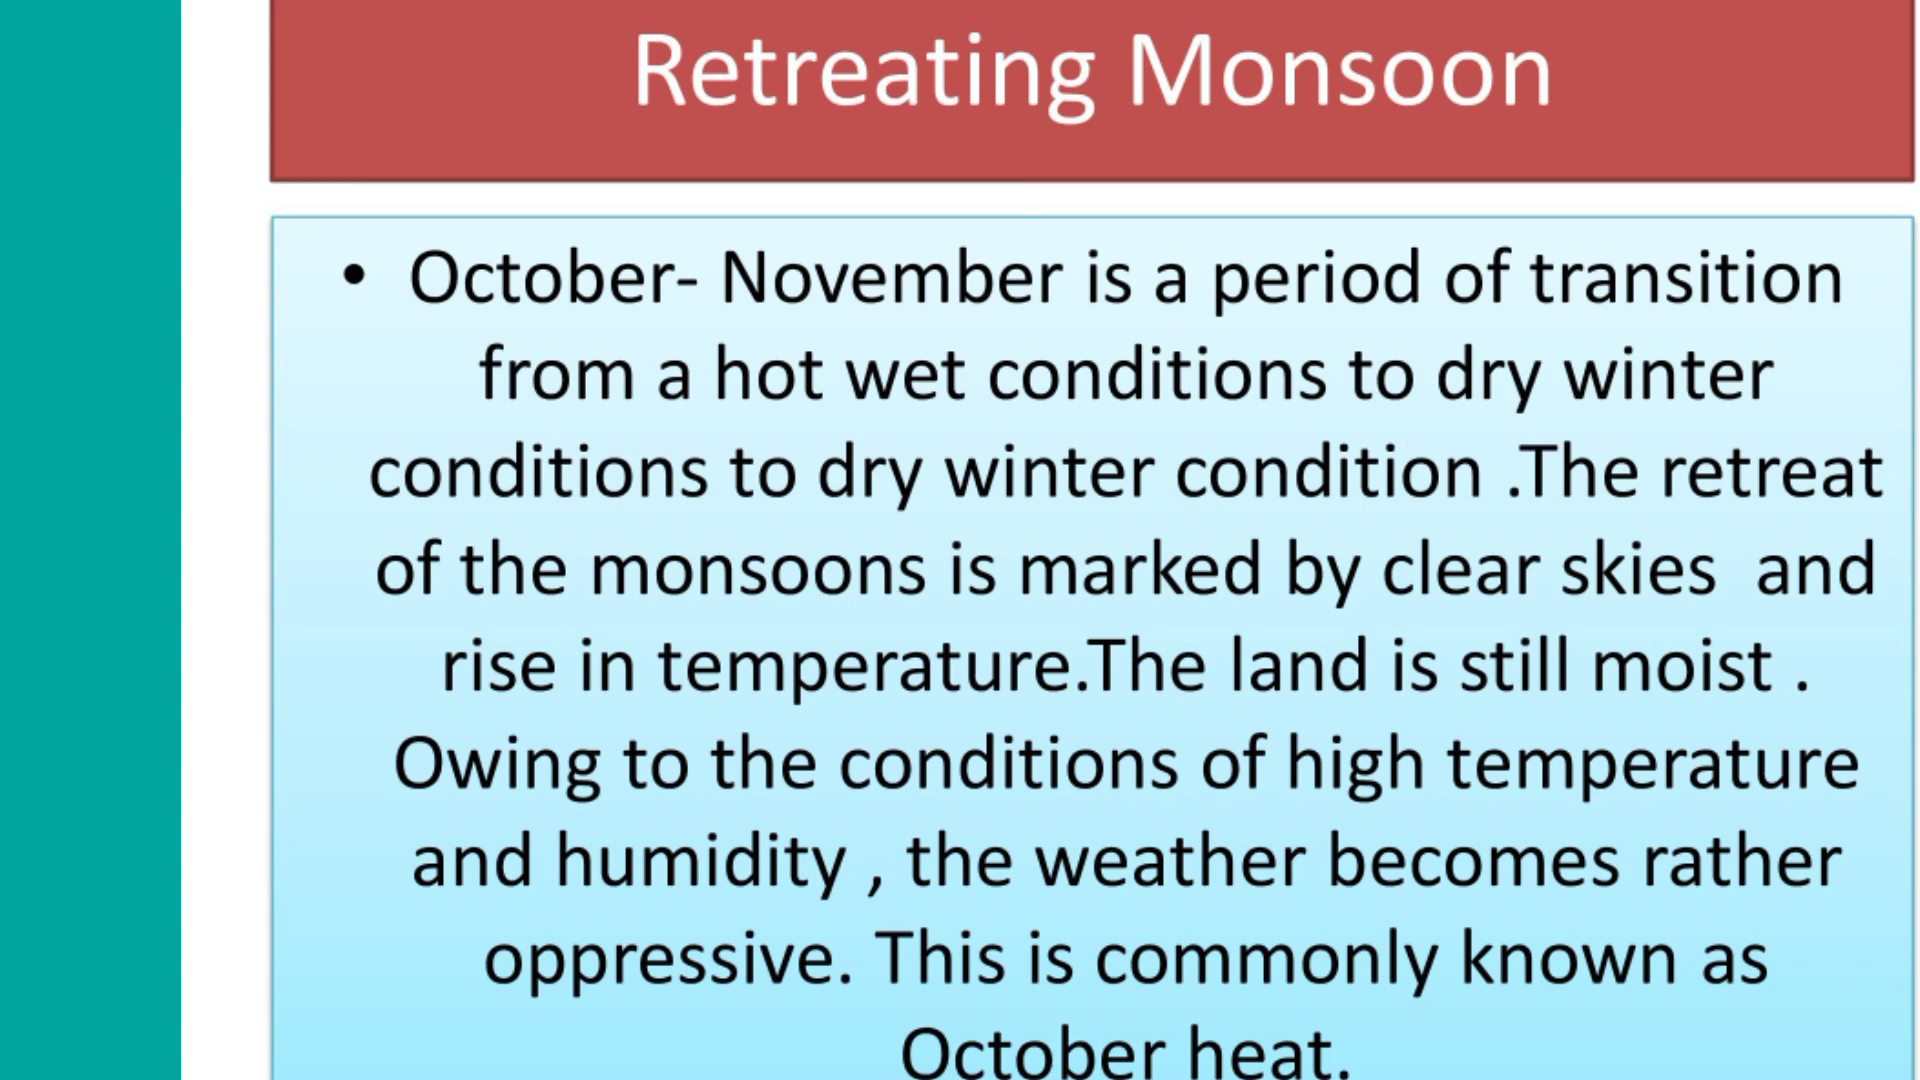 Retreating Monsoon
• October- November is a period of transition
from a hot wet conditions to dry winter
conditions to dry winter condition .The retreat
of the monsoons is marked by clear skies  and
rise in temperature.The land is still moist .
Owing to the conditions of high temperature
and humidity , the weather becomes rather
oppressive. This is commonly known as
October heat.